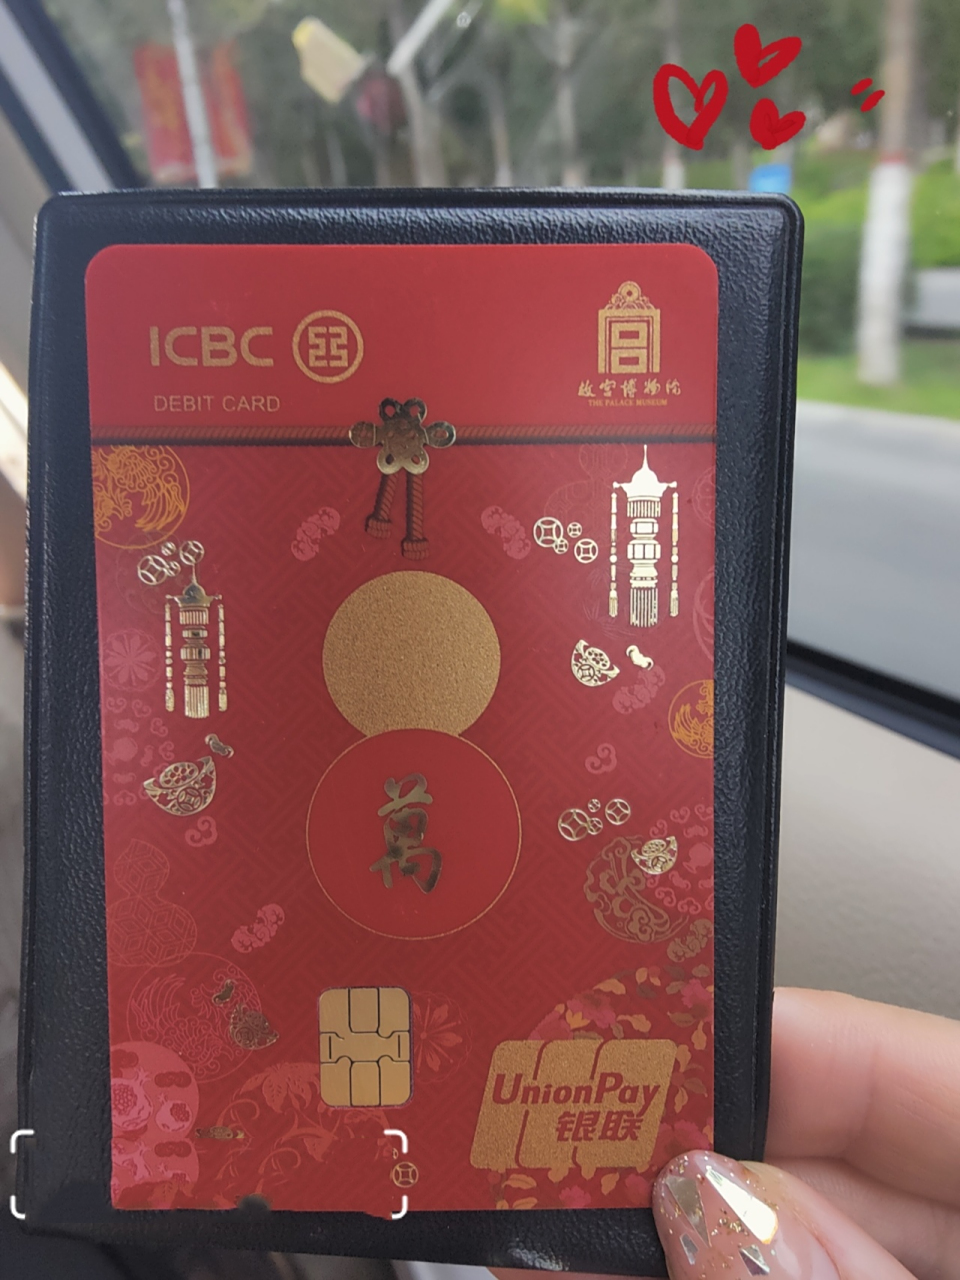 ICBC
DEBIT CARD
故宫博物院
THE PALACE MUSEUM
萬
UnionPay
银联